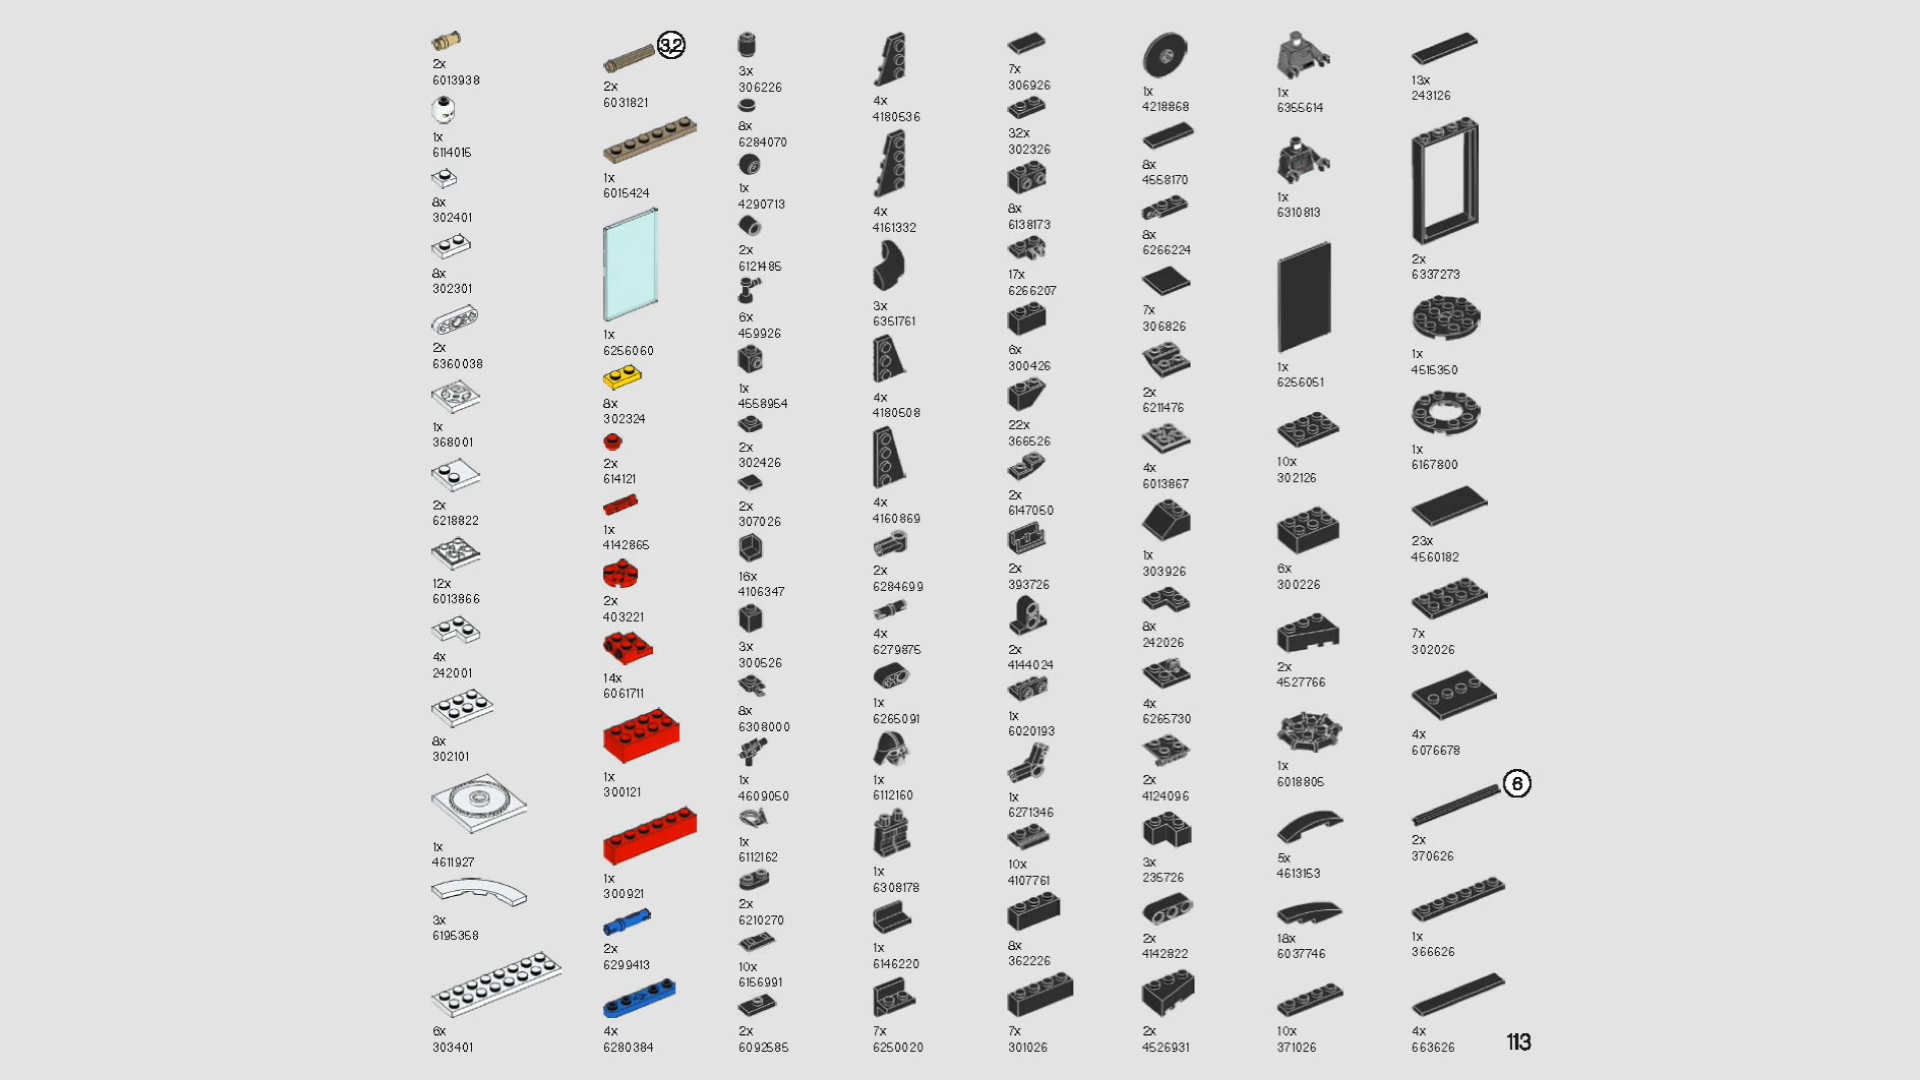 2x
6013938
1x
6114015
8x
302401
8x
302301
2x
6360038
1x
368001
2x
6218822
12x
6013866
4x
242001
8x
302101
1x
4611927
3x
6195358
6x
303401
32
2x
6031821
1x
6015424
1x
6256060
8x
302324
2x
614121
1x
4142865
2x
403221
14x
6061711
1x
300121
1x
300921
2x
6299413
4x
6280384
3x
306226
8x
6284070
1x
4290713
2x
6121485
6x
459926
1x
4558954
2x
302426
2x
307026
16x
4106347
3x
300526
8x
6308000
1x
4609050
1x
6112162
2x
6210270
10x
6156991
2x
6092585
4x
4180536
4x
4161332
3x
6351761
4x
4180508
4x
4160869
2x
6284699
4x
6279875
1x
6265091
1x
6112160
1x
6308178
1x
6146220
7x
6250020
7x
306926
32x
302326
8x
6138173
17x
6266207
6x
300426
22x
366526
2x
6147050
2x
393726
2x
4144024
1x
6020193
1x
6271346
10x
4107761
8x
362226
7x
301026
1x
4218868
8x
4558170
8x
6266224
7x
306826
2x
6211476
4x
6013867
1x
303926
8x
242026
4x
6265730
2x
4124096
3x
235726
2x
4142822
2x
4526931
1x
6355614
1x
6310813
1x
6256051
10x
302126
6x
300226
2x
4527766
1x
6018805
5x
4613153
18x
6037746
10x
371026
13x
243126
2x
6337273
1x
4515350
1x
6167800
23x
4560182
7x
302026
4x
6076678
6
2x
370626
1x
366626
4x
663626
113